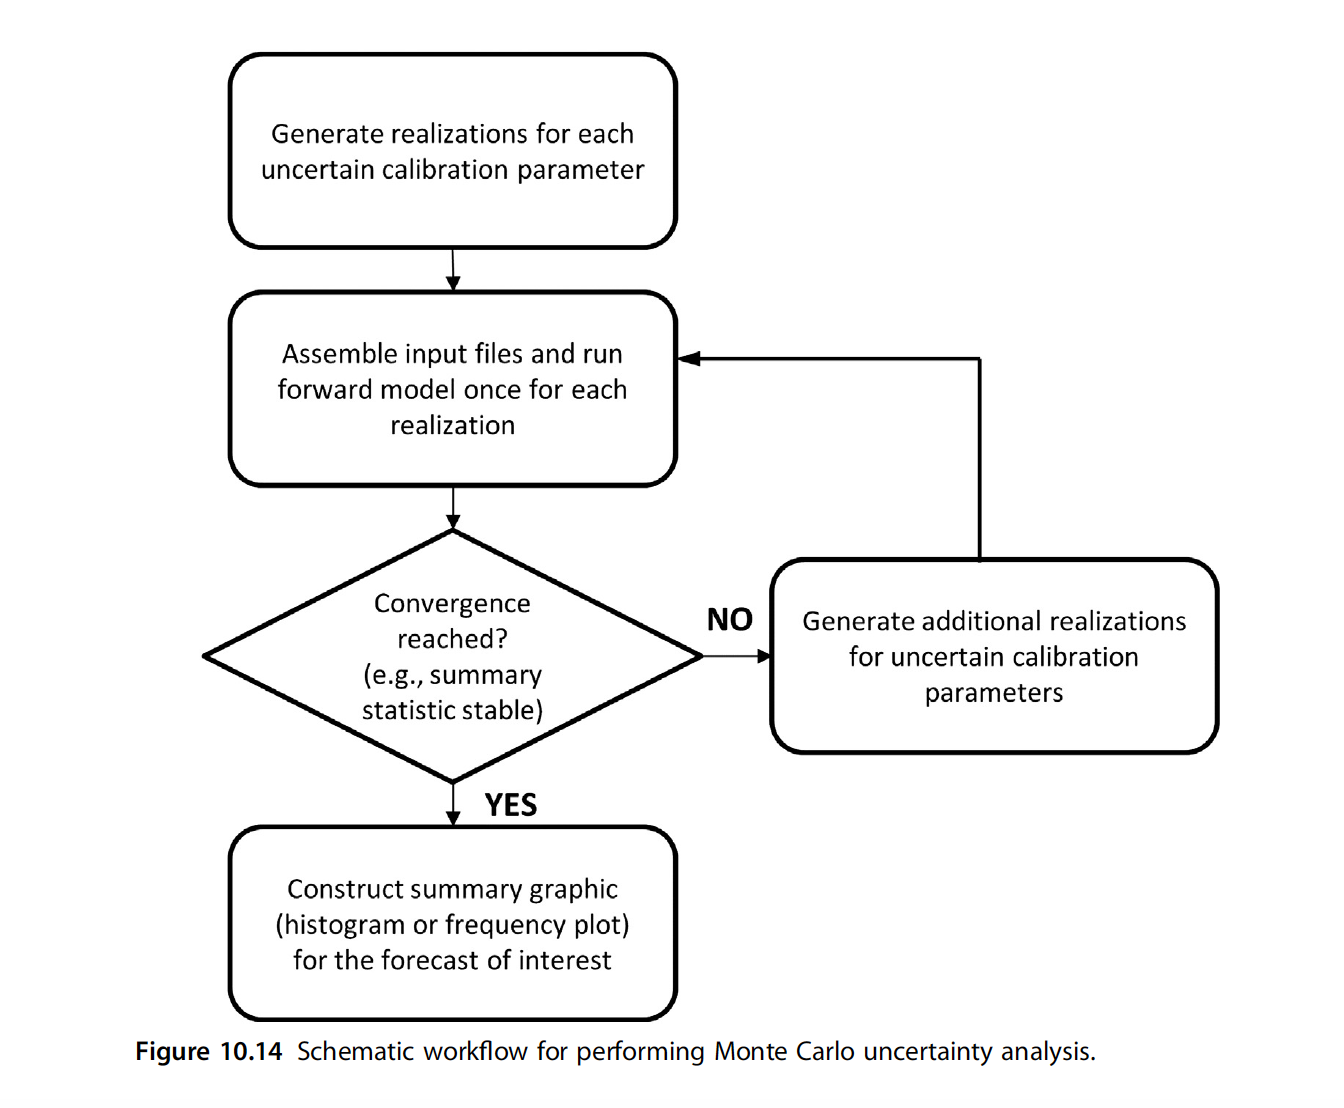 Generate realizations for each
uncertain calibration parameter
Assemble input files and run
forward model once for each
realization
Convergence
reached?
(e.g., summary
statistic stable)
NO
Generate additional realizations
for uncertain calibration
parameters
YES
Construct summary graphic
(histogram or frequency plot)
for the forecast of interest
Figure 10.14 Schematic workflow for performing Monte Carlo uncertainty analysis.